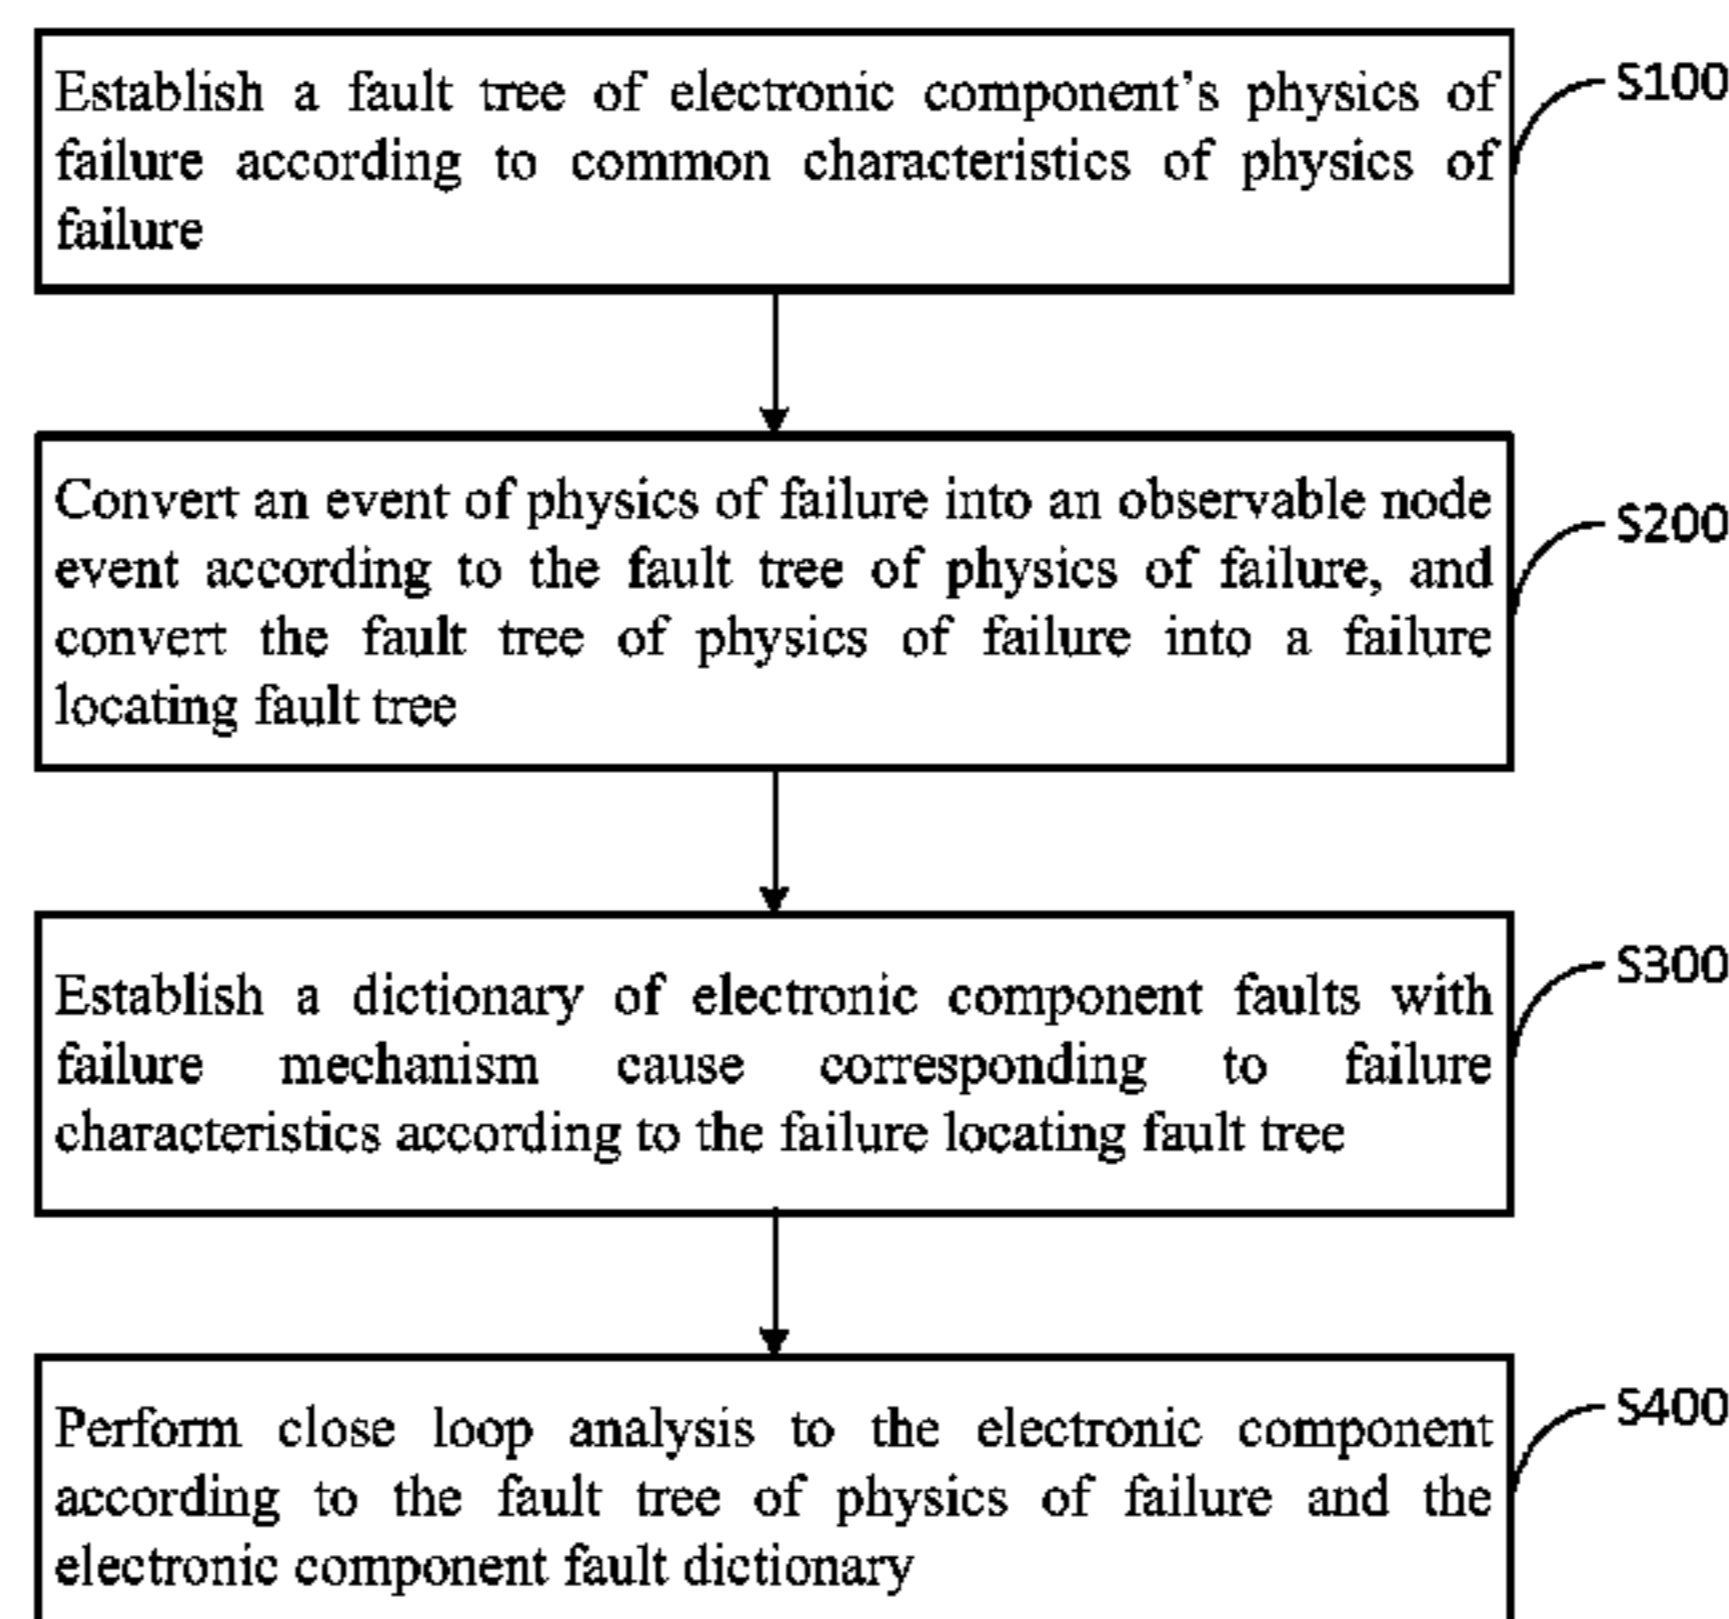 Establish a fault tree of electronic component's physics of
failure according to common characteristics of physics of
failure
S100
Convert an event of physics of failure into an observable node
event according to the fault tree of physics of failure, and
convert the fault tree of physics of failure into a failure
locating fault tree
S200
Establish a dictionary of electronic component faults with
failure mechanism cause corresponding to failure
characteristics according to the failure locating fault tree
S300
Perform close loop analysis to the electronic component
according to the fault tree of physics of failure and the
electronic component fault dictionary
S400